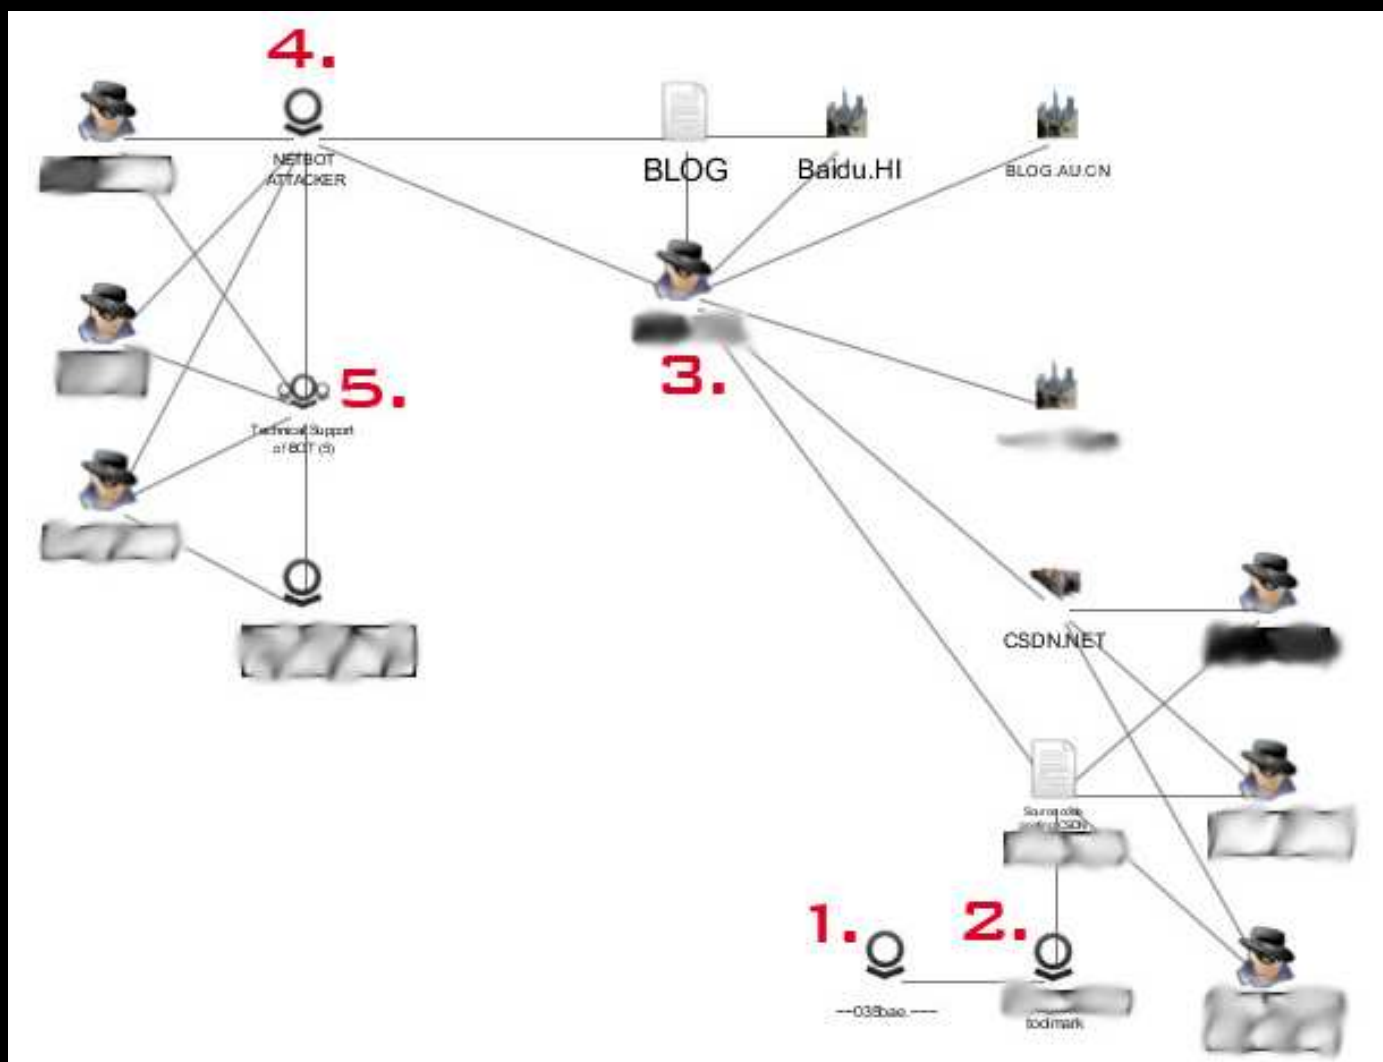 4.
NETBOT
ATTACKER
BLOG
Baidu.HI
BLOG.AU.CN
3.
5.
Technical Support
of BOT (5)
CSDN.NET
1.
2.
toolmark